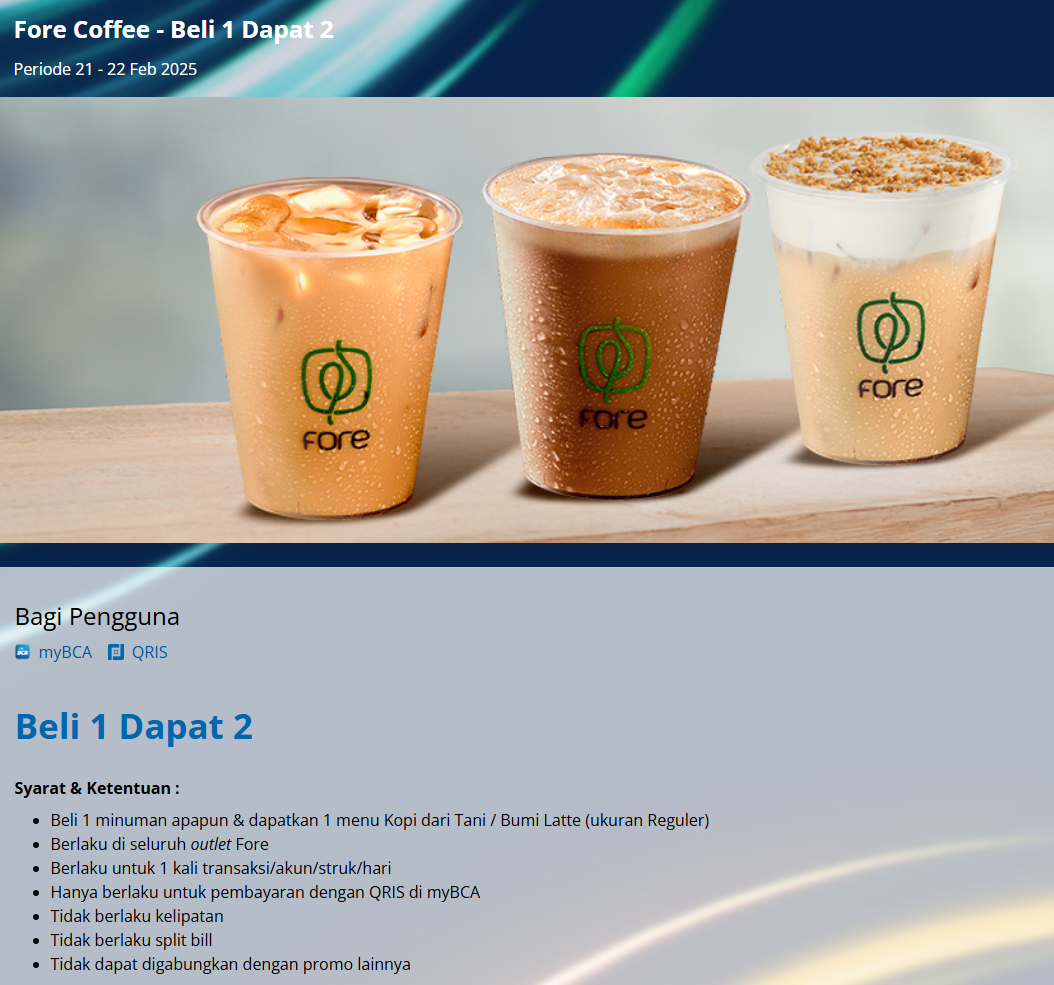 Fore Coffee - Beli 1 Dapat 2
Periode 21 - 22 Feb 2025
FORE
FORE
FORE
Bagi Pengguna
myBCA QRIS
Beli 1 Dapat 2
Syarat & Ketentuan :
• Beli 1 minuman apapun & dapatkan 1 menu Kopi dari Tani / Bumi Latte (ukuran Reguler)
• Berlaku di seluruh outlet Fore
• Berlaku untuk 1 kali transaksi/akun/struk/hari
• Hanya berlaku untuk pembayaran dengan QRIS di myBCA
• Tidak berlaku kelipatan
• Tidak berlaku split bill
• Tidak dapat digabungkan dengan promo lainnya